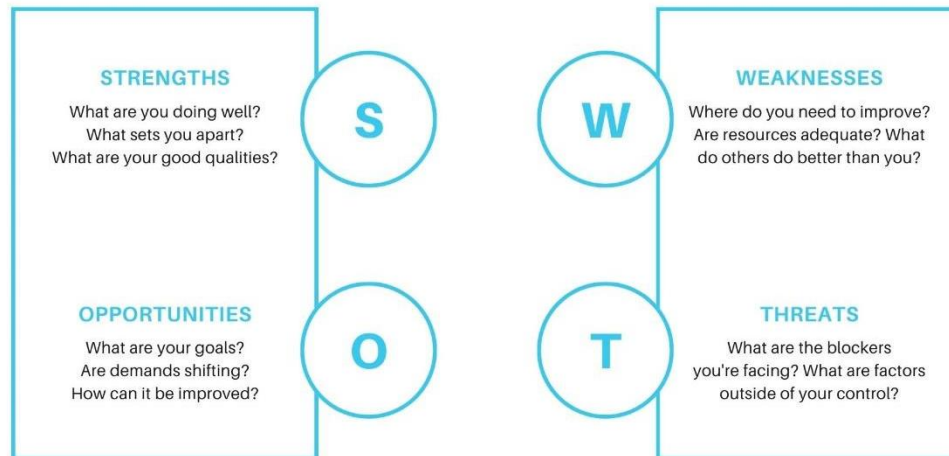 STRENGTHS
What are you doing well?
What sets you apart?
What are your good qualities?
S
W
WEAKNESSES
Where do you need to improve?
Are resources adequate? What
do others do better than you?
OPPORTUNITIES
What are your goals?
Are demands shifting?
How can it be improved?
O
T
THREATS
What are the blockers
you're facing? What are factors
outside of your control?